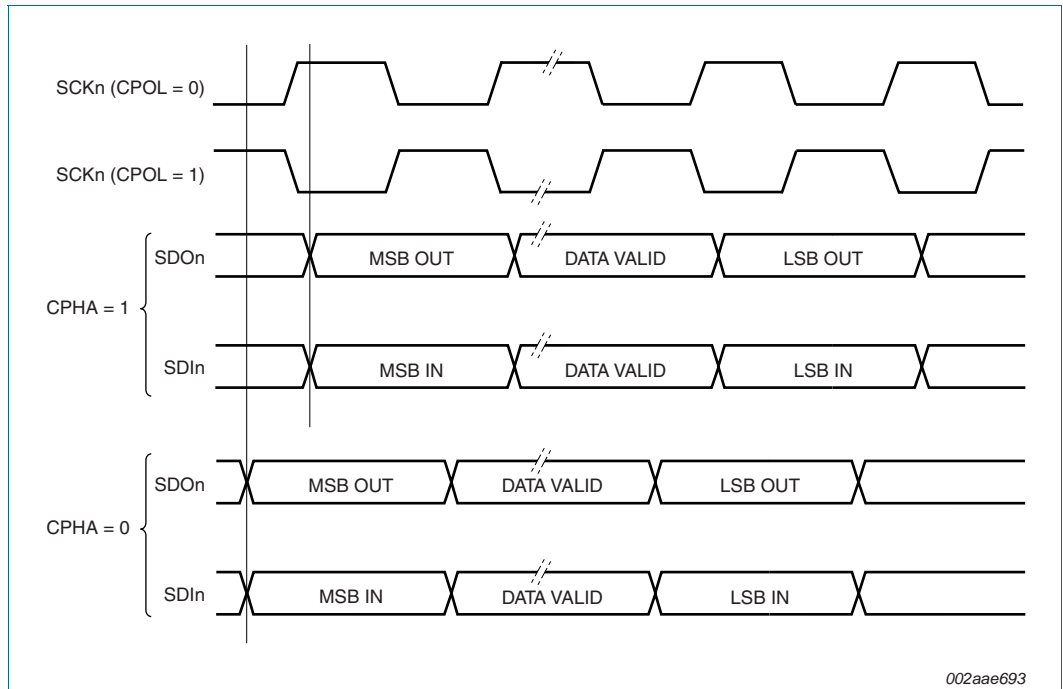 SCKn (CPOL = 0)
SCKn (CPOL = 1)
SDOn
MSB OUT
DATA VALID
LSB OUT
CPHA = 1
SDIn
MSB IN
DATA VALID
LSB IN
SDOn
MSB OUT
DATA VALID
LSB OUT
CPHA = 0
SDIn
MSB IN
DATA VALID
LSB IN
002aae693